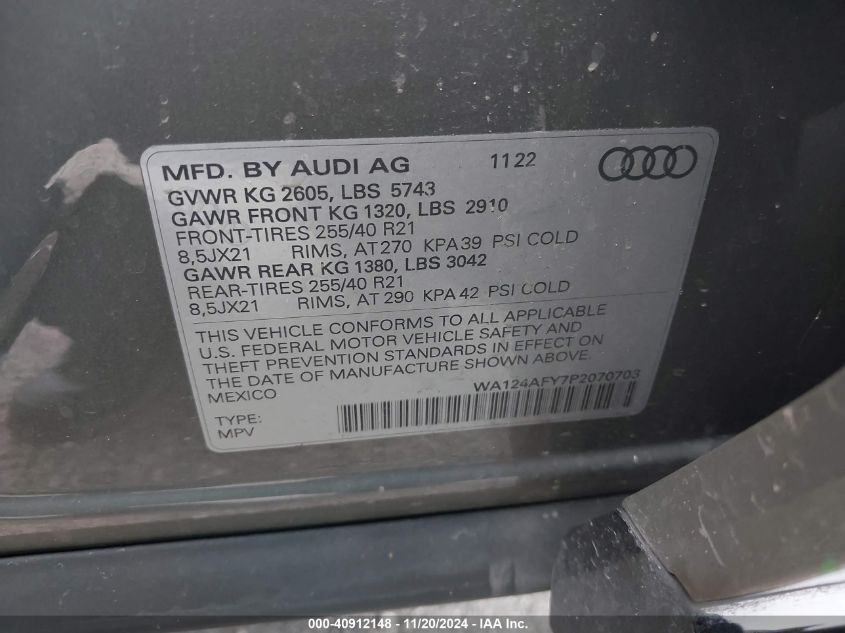 MFD. BY AUDI AG 11 22
GVWR KG 2605, LBS 5743
GAWR FRONT KG 1320, LBS 2910
FRONT-TIRES 255/40 R21
8,5JX21 RIMS, AT 270 KPA 39 PSI COLD
GAWR REAR KG 1380, LBS 3042
REAR-TIRES 255/40 R21
8,5JX21 RIMS, AT 290 KPA 42 PSI COLD
THIS VEHICLE CONFORMS TO ALL APPLICABLE
U.S. FEDERAL MOTOR VEHICLE SAFETY AND
THEFT PREVENTION STANDARDS IN EFFECT ON
THE DATE OF MANUFACTURE SHOWN ABOVE.
MEXICO WA124AFY7P2070703
TYPE:
MPV
000-40912148 - 11/20/2024 - IAAI.COM